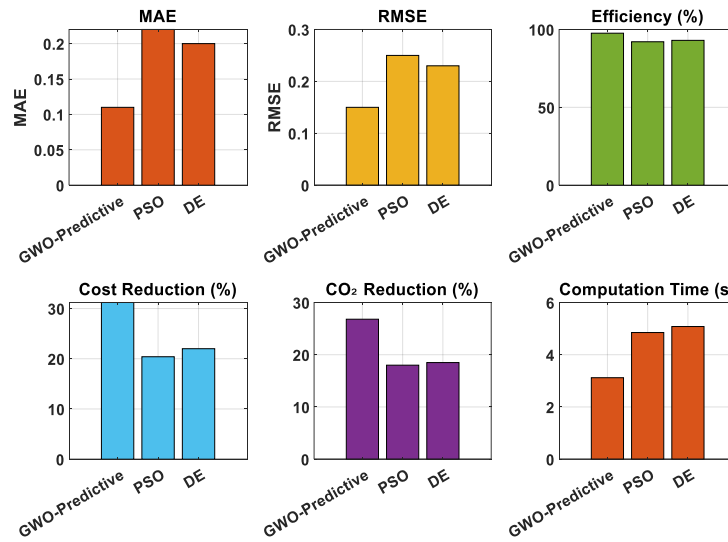 MAE
RMSE
Efficiency (%)
MAE
0.2
0.15
0.1
0.05
0
GWO-Predictive
PSO
DE
RMSE
0.3
0.2
0.1
0
GWO-Predictive
PSO
DE
100
50
0
GWO-Predictive
PSO
DE
Cost Reduction (%)
CO₂ Reduction (%)
Computation Time (s
30
20
10
0
GWO-Predictive
PSO
DE
30
20
10
0
GWO-Predictive
PSO
DE
6
4
2
0
GWO-Predictive
PSO
DE